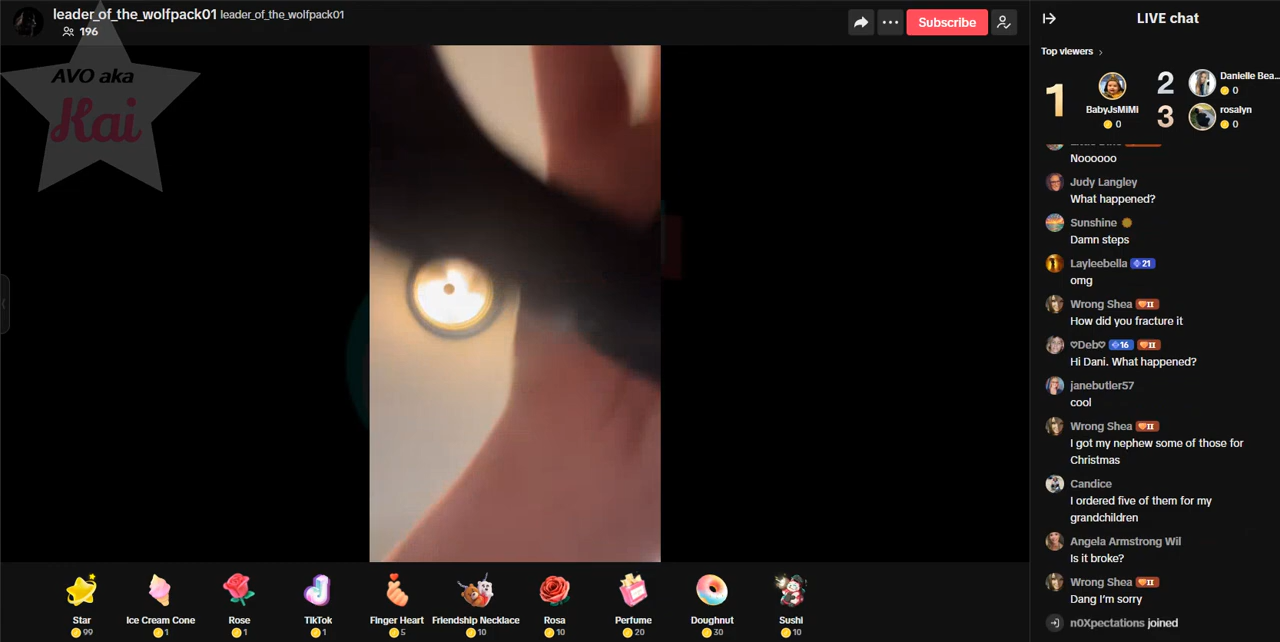 leader_of_the_wolfpack01 leader_of_the_wolfpack01
196
Subscribe
AVO aka
Kai
LIVE chat
Top viewers
1
BabyJsMiMi
0
2
Danielle Bea...
0
3
rosalyn
0
Noooooo
Judy Langley
What happened?
Sunshine
Damn steps
Layleebella 21
omg
Wrong Shea II
How did you fracture it
♡Deb♡ 16 II
Hi Dani. What happened?
janebutler57
cool
Wrong Shea II
I got my nephew some of those for
Christmas
Candice
I ordered five of them for my
grandchildren
Angela Armstrong Wil
Is it broke?
Wrong Shea II
Dang I'm sorry
n0Xpectations joined
Star
99
Ice Cream Cone
1
Rose
1
TikTok
1
Finger Heart
5
Friendship Necklace
10
Rosa
10
Perfume
20
Doughnut
30
Sushi
10